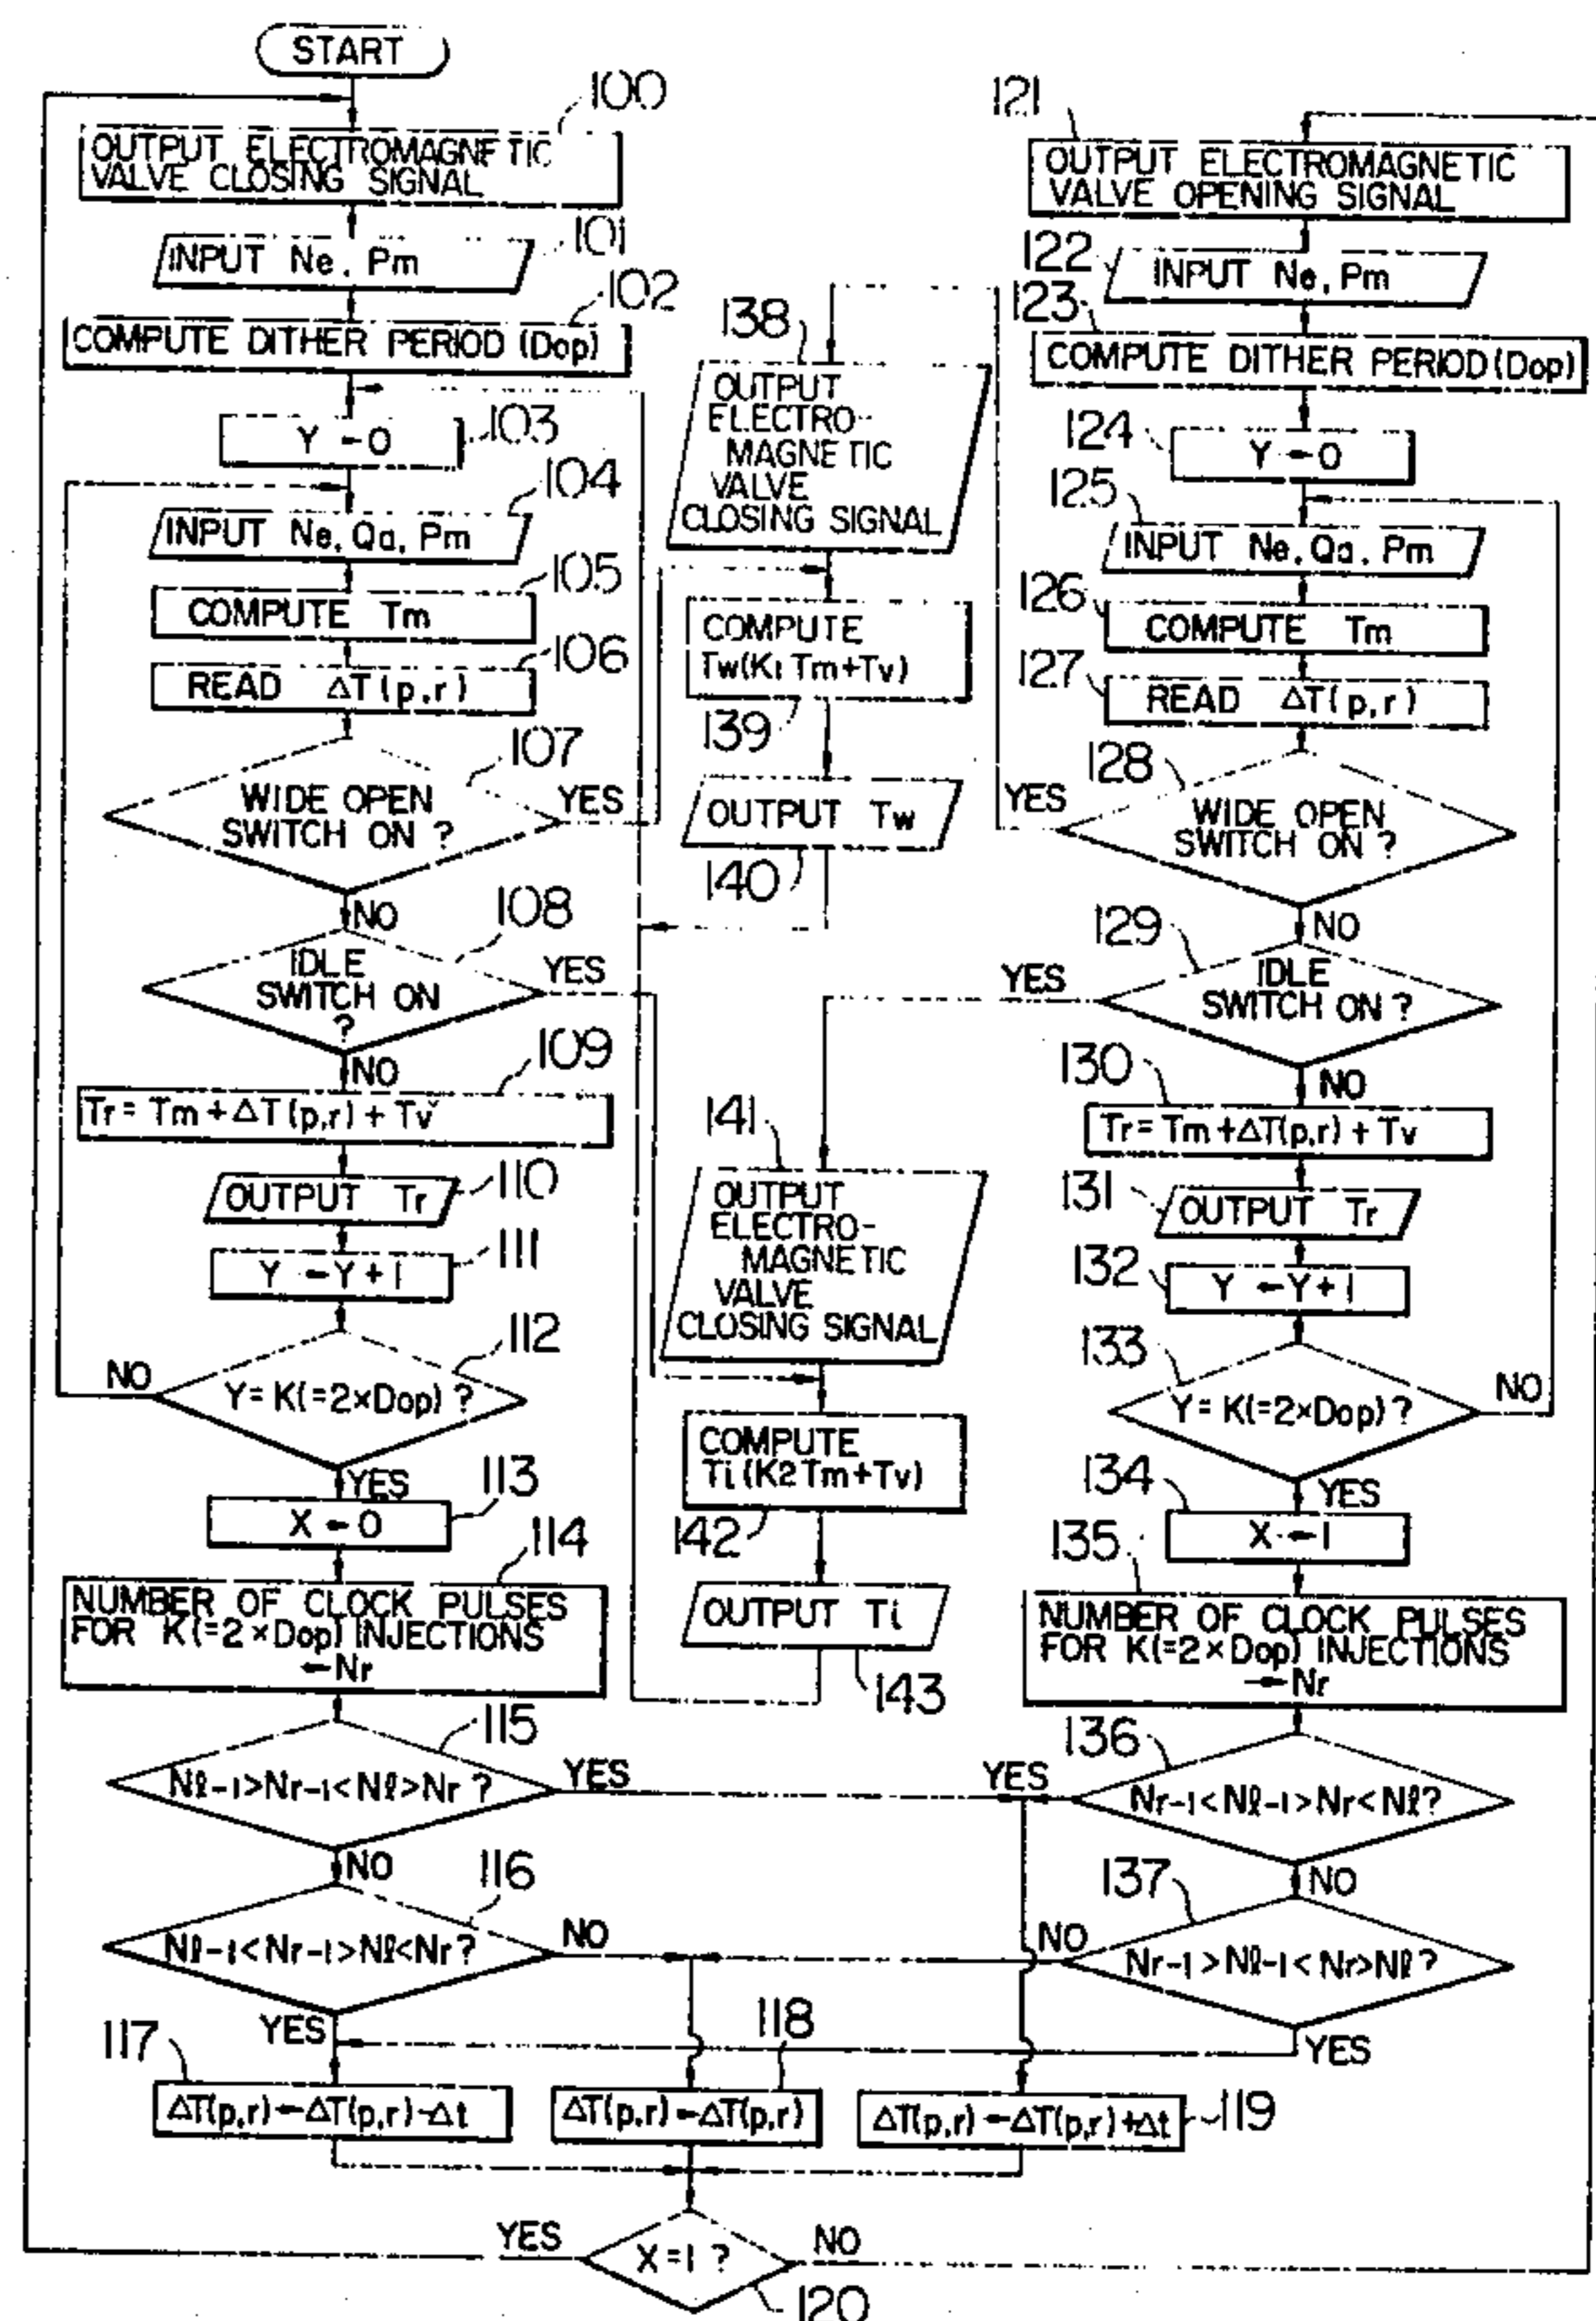 START
100
OUTPUT ELECTROMAGNETIC
VALVE CLOSING SIGNAL
101
INPUT Ne, Pm
102
COMPUTE DITHER PERIOD (Dop)
103
Y ← 0
104
INPUT Ne, Qa, Pm
105
COMPUTE Tm
106
READ ΔT(p,r)
107
WIDE OPEN
SWITCH ON ?
YES
NO
108
IDLE
SWITCH ON
?
YES
NO
109
Tr = Tm + ΔT(p,r) + Tv
110
OUTPUT Tr
111
Y ← Y + 1
112
Y = K(=2×Dop) ?
NO
YES
113
X ← 0
114
NUMBER OF CLOCK PULSES
FOR K(=2×Dop) INJECTIONS
← Nr
115
Nℓ-1>Nr-1<Nℓ>Nr ?
YES
NO
116
Nℓ-1<Nr-1>Nℓ<Nr ?
NO
YES
117
ΔT(p,r) ← ΔT(p,r) - Δt
118
ΔT(p,r) ← ΔT(p,r)
119
ΔT(p,r) ← ΔT(p,r) + Δt
YES
X = 1 ?
NO
120
138
OUTPUT
ELECTRO-
MAGNETIC
VALVE
CLOSING SIGNAL
COMPUTE
Tw(K1 Tm+Tv)
139
OUTPUT Tw
140
141
OUTPUT
ELECTRO-
MAGNETIC
VALVE
CLOSING SIGNAL
COMPUTE
Ti (K2 Tm+Tv)
142
OUTPUT Ti
143
121
OUTPUT ELECTROMAGNETIC
VALVE OPENING SIGNAL
122
INPUT Ne, Pm
123
COMPUTE DITHER PERIOD (Dop)
124
Y ← 0
125
INPUT Ne, Qa, Pm
126
COMPUTE Tm
127
READ ΔT(p,r)
128
YES
WIDE OPEN
SWITCH ON ?
NO
129
YES
IDLE
SWITCH ON ?
NO
130
Tr = Tm + ΔT(p,r) + Tv
131
OUTPUT Tr
132
Y ← Y + 1
133
Y = K(=2×Dop) ?
NO
YES
134
X ← 1
135
NUMBER OF CLOCK PULSES
FOR K(=2×Dop) INJECTIONS
→ Nr
136
YES
Nr-1<Nℓ-1>Nr<Nℓ?
NO
137
NO
Nr-1>Nℓ-1<Nr>Nℓ?
YES